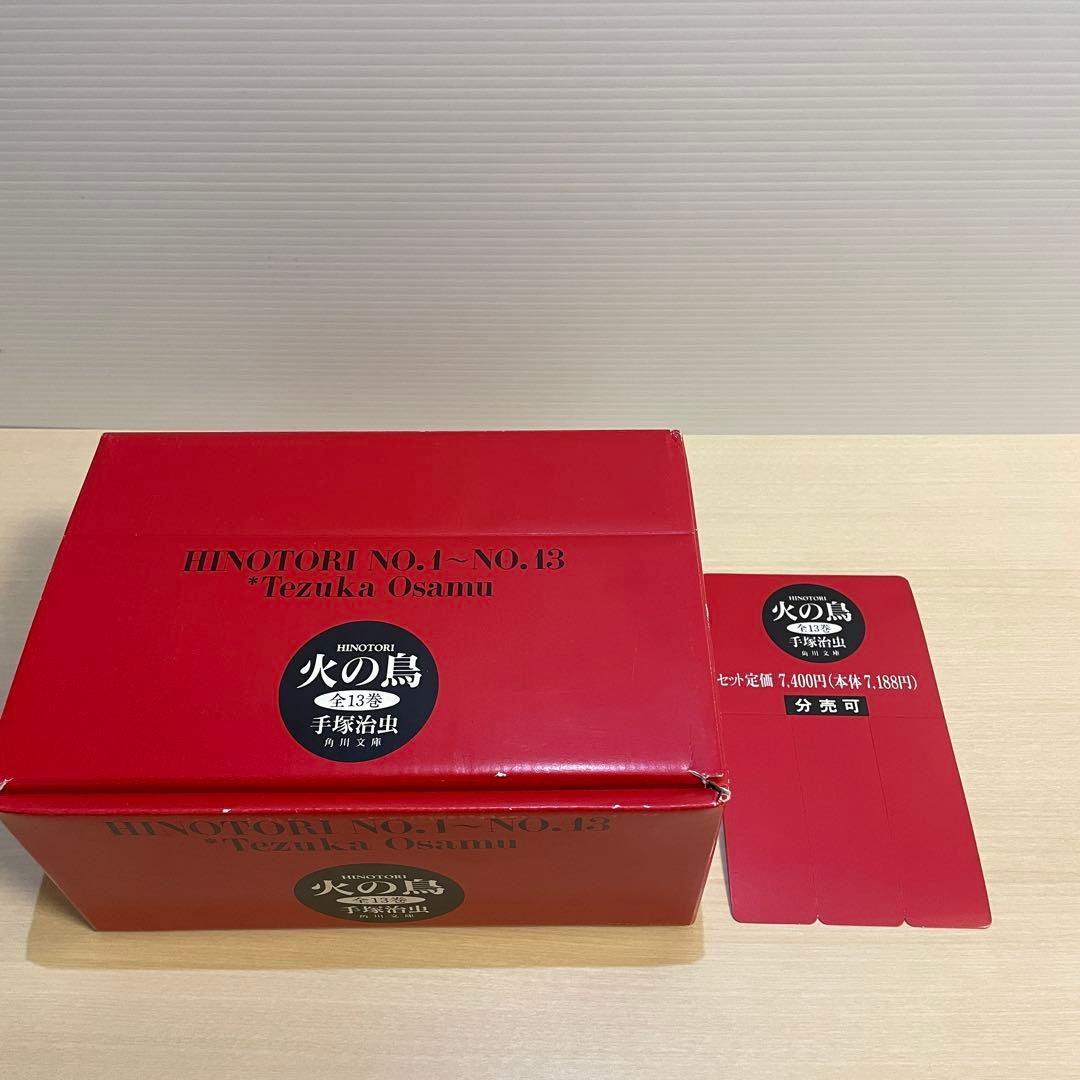 HINOTORI NO.1~NO.13
*Tezuka Osamu
HINOTORI
火の鳥
全13巻
手塚治虫
角川文庫
HINOTORI NO.1~NO.13
*Tezuka Osamu
HINOTORI
火の鳥
全13巻
手塚治虫
角川文庫
HINOTORI
火の鳥
全13巻
手塚治虫
角川文庫
セット定価 7,400円(本体7,188円)
分売可